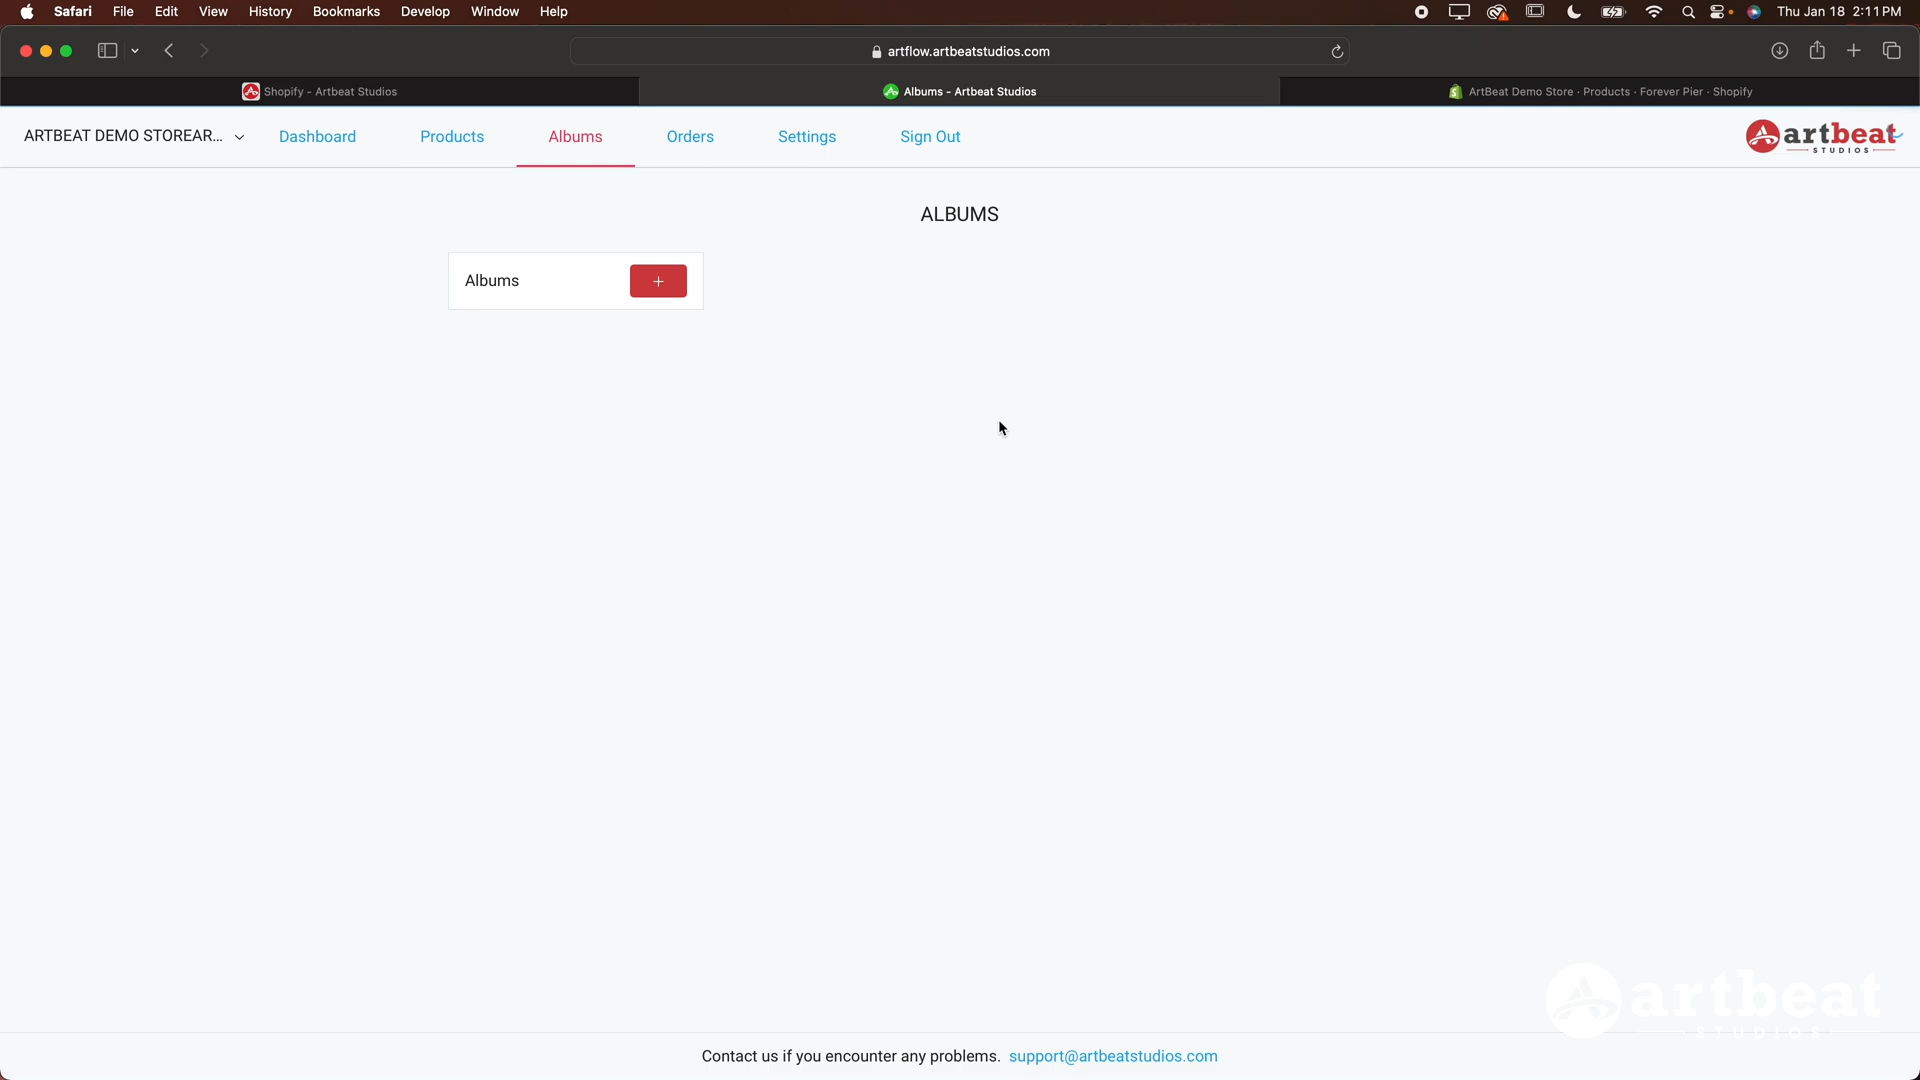 Safari File Edit View History Bookmarks Develop Window Help Thu Jan 18 2:11 PM
artflow.artbeatstudios.com
Shopify - Artbeat Studios Albums - Artbeat Studios ArtBeat Demo Store · Products · Forever Pier · Shopify
ARTBEAT DEMO STOREAR... Dashboard Products Albums Orders Settings Sign Out artbeat
STUDIOS
ALBUMS
Albums +
artbeat
STUDIOS
Contact us if you encounter any problems. support@artbeatstudios.com